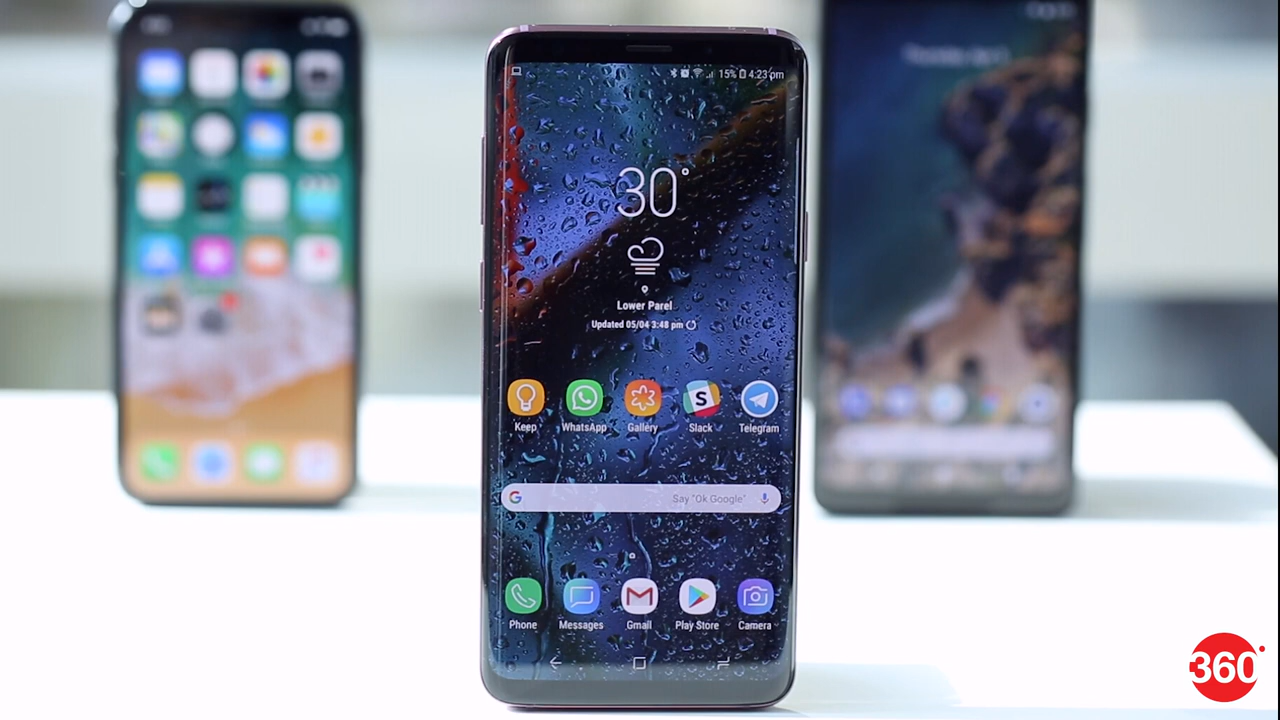 15% 4:23 pm
30°
Lower Parel
Updated 05/04 3:48 pm
Keep WhatsApp Gallery S Slack Telegram
G Say "Ok Google"
Phone Messages Gmail Play Store Camera
360°